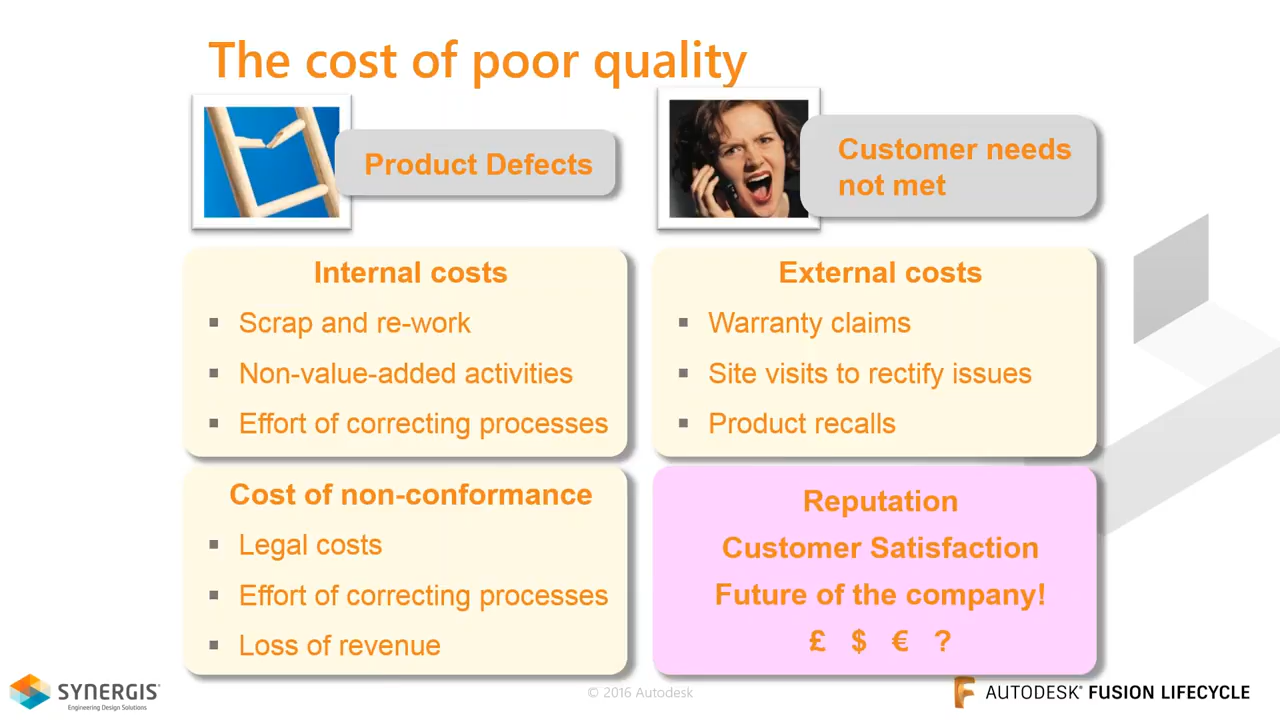 The cost of poor quality
Product Defects
Customer needs
not met
Internal costs
▪ Scrap and re-work
▪ Non-value-added activities
▪ Effort of correcting processes
External costs
▪ Warranty claims
▪ Site visits to rectify issues
▪ Product recalls
Cost of non-conformance
▪ Legal costs
▪ Effort of correcting processes
▪ Loss of revenue
Reputation
Customer Satisfaction
Future of the company!
£ $ € ?
SYNERGIS
Engineering Design Solutions
© 2016 Autodesk
AUTODESK® FUSION LIFECYCLE